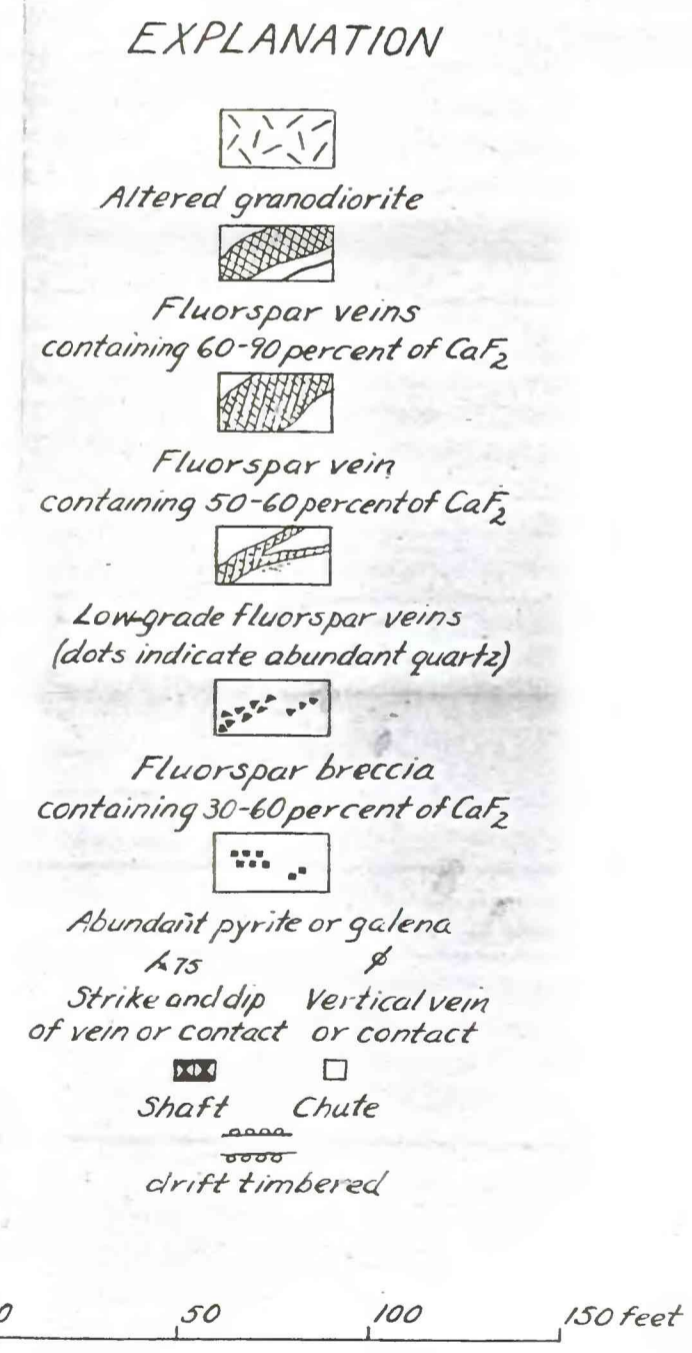 EXPLANATION
Altered granodiorite
Fluorspar veins
containing 60-90 percent of CaF2
Fluorspar vein
containing 50-60 percent of CaF2
Low-grade fluorspar veins
(dots indicate abundant quartz)
Fluorspar breccia
containing 30-60 percent of CaF2
Abundant pyrite or galena
75
Strike and dip
of vein or contact
Vertical vein
or contact
Shaft
Chute
drift timbered
0 50 100 150 feet